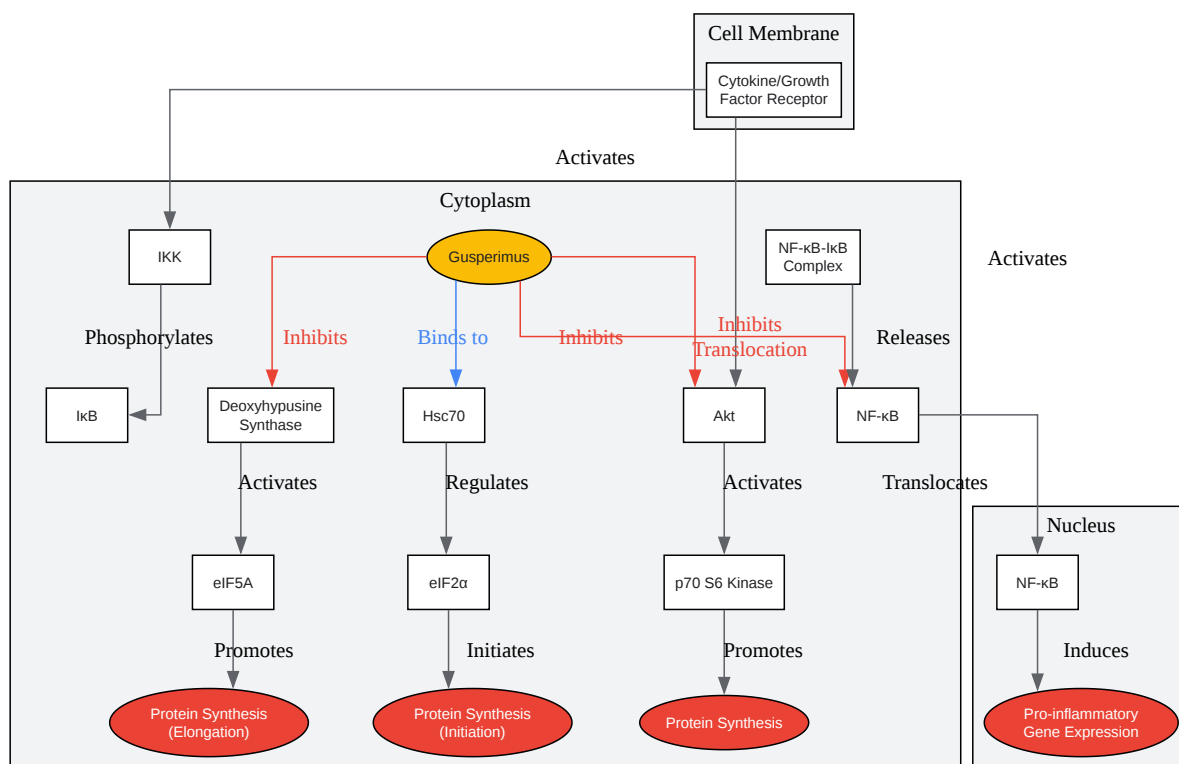 Cell Membrane
Cytokine/Growth
Factor Receptor
Activates
Cytoplasm
IKK
Gusperimus
NF-κB-IκB
Complex
Activates
Phosphorylates
Inhibits
Binds to
Inhibits
Inhibits
Translocation
Releases
IκB
Deoxyhypusine
Synthase
Hsc70
Akt
NF-κB
Activates
Regulates
Activates
Translocates
Nucleus
eIF5A
eIF2α
p70 S6 Kinase
NF-κB
Promotes
Initiates
Promotes
Induces
Protein Synthesis
(Elongation)
Protein Synthesis
(Initiation)
Protein Synthesis
Pro-inflammatory
Gene Expression